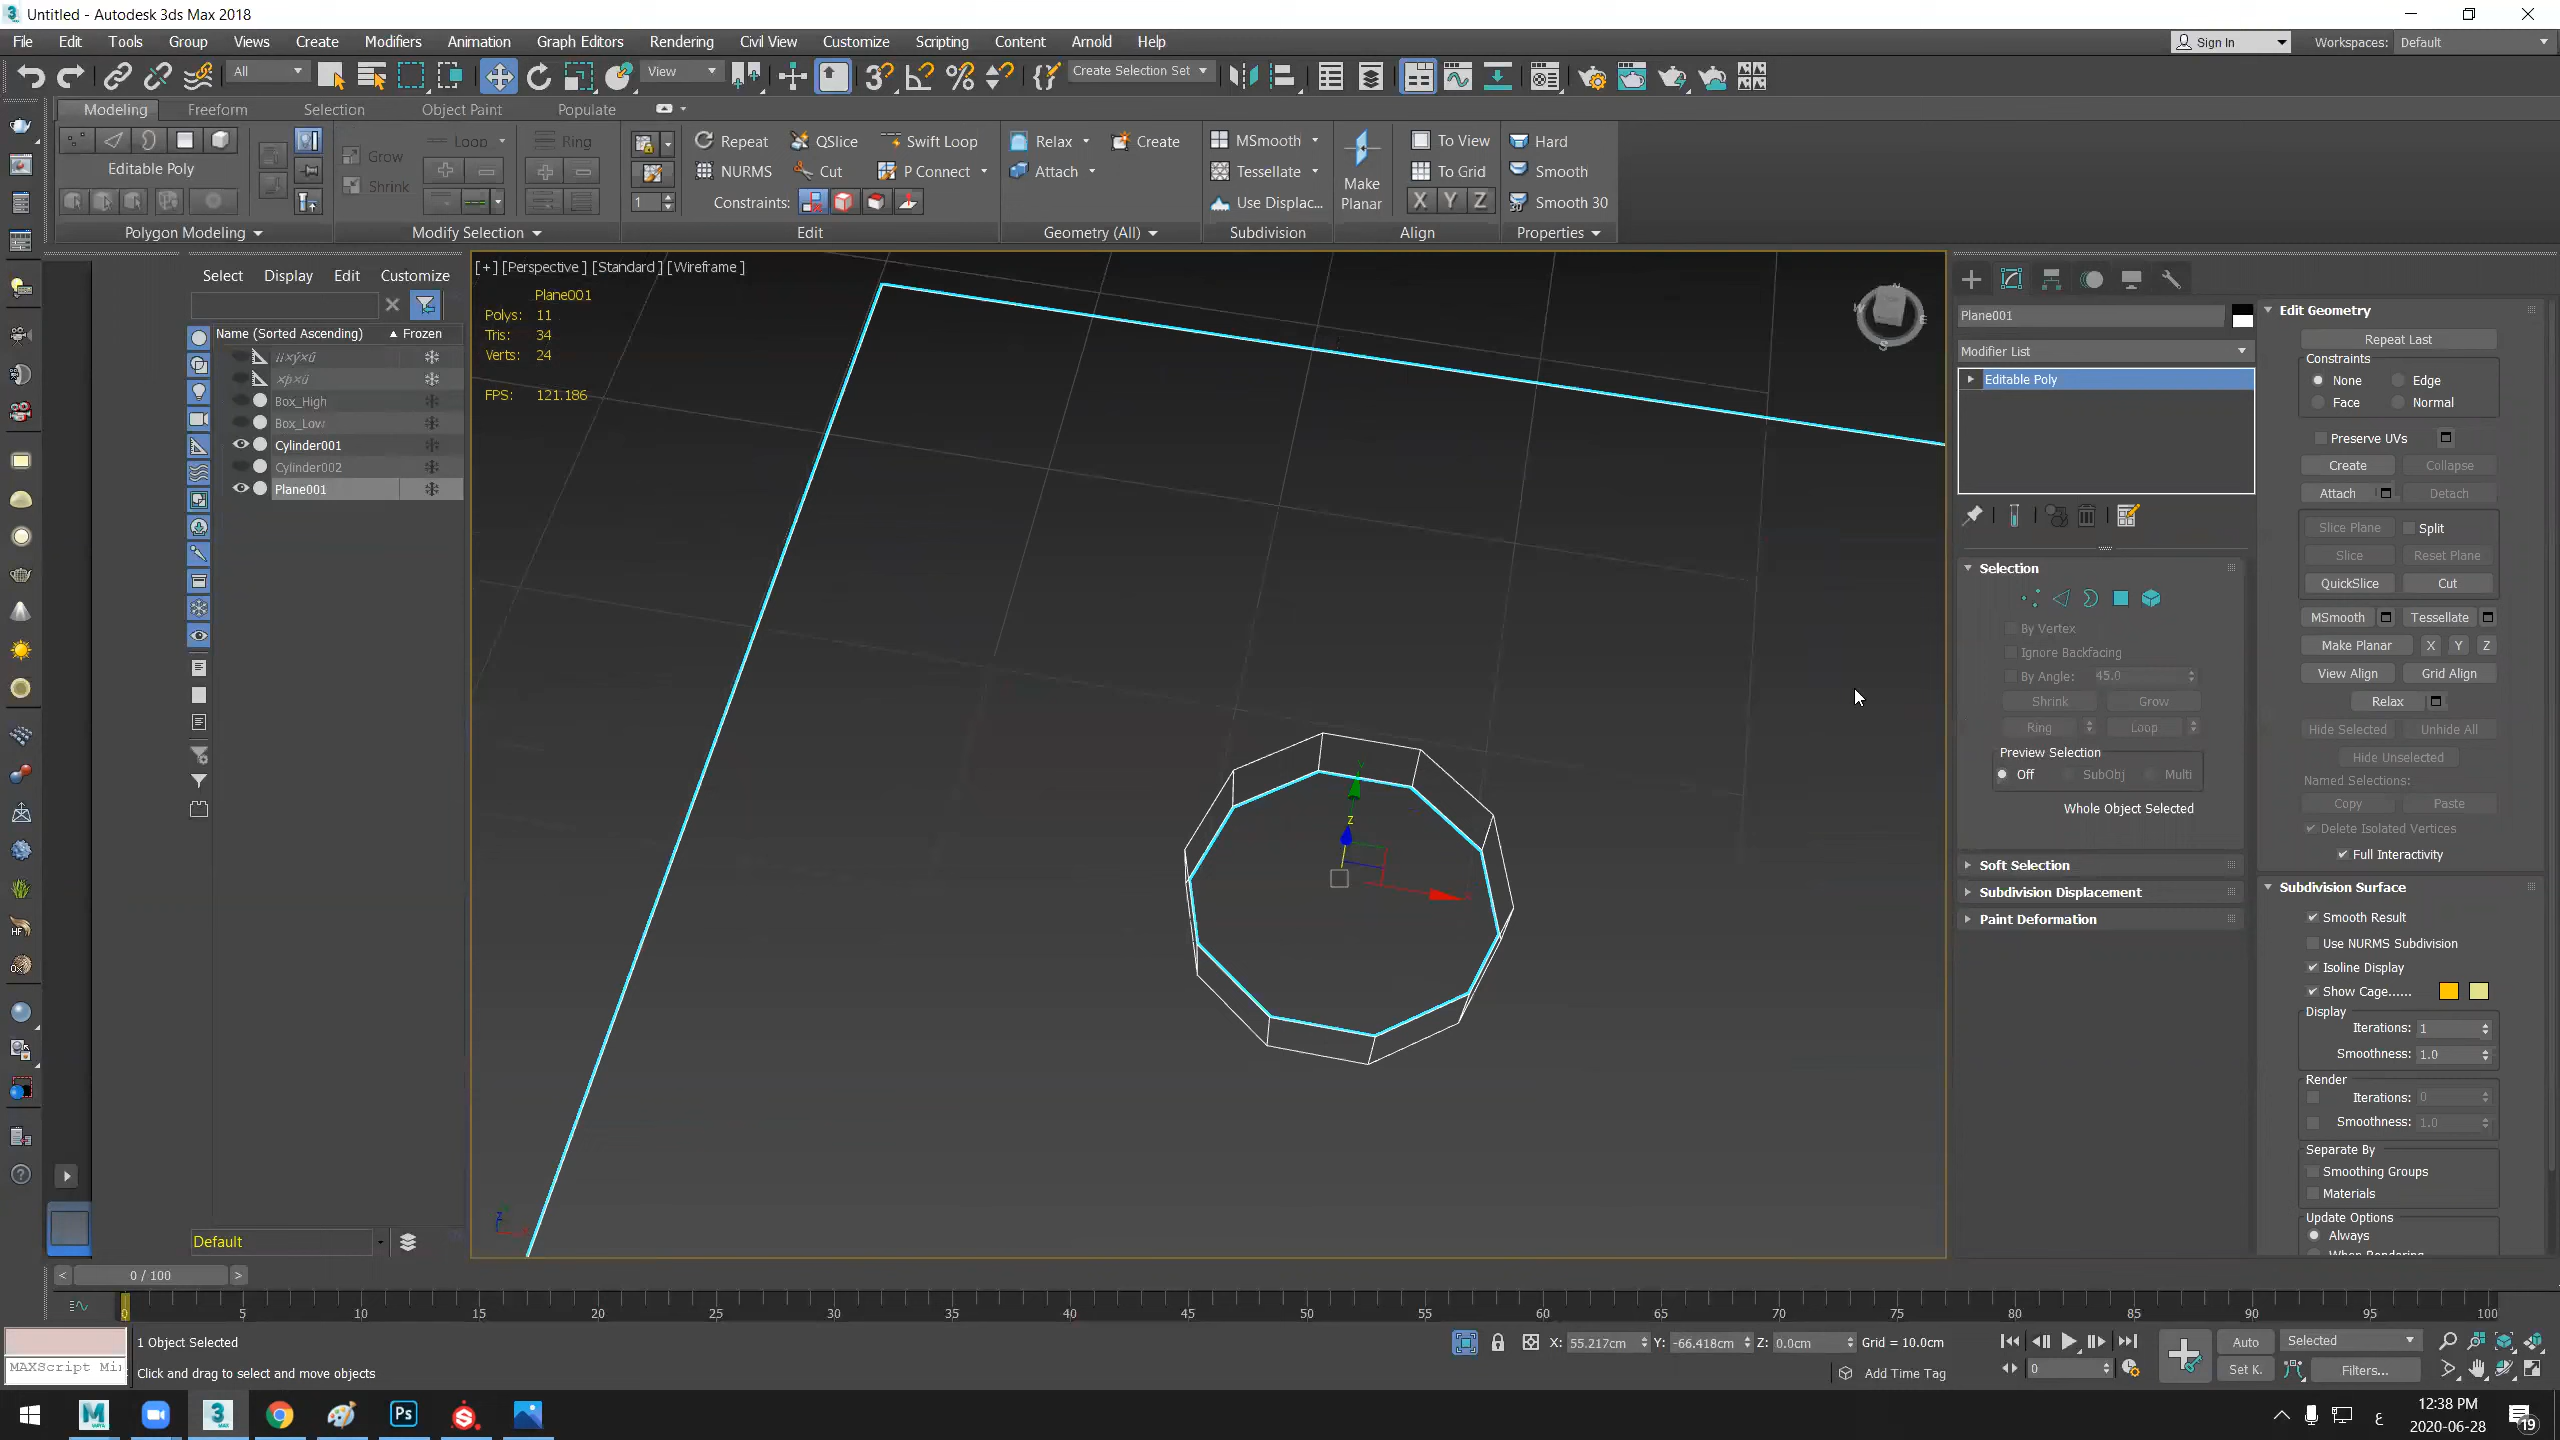 Untitled - Autodesk 3ds Max 2018
File Edit Tools Group Views Create Modifiers Animation Graph Editors Rendering Civil View Customize Scripting Content Arnold Help
Sign In Workspaces: Default
All View Create Selection Set
Modeling Freeform Selection Object Paint Populate
Loop Ring Repeat QSlice Swift Loop Relax Create MSmooth To View Hard
Grow NURMS Cut P Connect Attach Tessellate Make Planar To Grid Smooth
Editable Poly
Shrink 1 Constraints: Use Displac... X Y Z Smooth 30
Polygon Modeling Modify Selection Edit Geometry (All) Subdivision Align Properties
Select Display Edit Customize
Name (Sorted Ascending) Frozen
Box_High
Box_Low
Cylinder001
Cylinder002
Plane001
Default
[+] [Perspective] [Standard] [Wireframe]
Plane001
Polys: 11
Tris: 34
Verts: 24
FPS: 121.186
Plane001
Modifier List
Editable Poly
Selection
By Vertex
Ignore Backfacing
By Angle: 45.0
Shrink Grow
Ring Loop
Preview Selection
Off SubObj Multi
Whole Object Selected
Soft Selection
Subdivision Displacement
Paint Deformation
Edit Geometry
Repeat Last
Constraints
None Edge
Face Normal
Preserve UVs
Create Collapse
Attach Detach
Slice Plane Split
Slice Reset Plane
QuickSlice Cut
MSmooth Tessellate
Make Planar X Y Z
View Align Grid Align
Relax
Hide Selected Unhide All
Hide Unselected
Named Selections:
Copy Paste
Delete Isolated Vertices
Full Interactivity
Subdivision Surface
Smooth Result
Use NURMS Subdivision
Isoline Display
Show Cage......
Display
Iterations: 1
Smoothness: 1.0
Render
Iterations: 0
Smoothness: 1.0
Separate By
Smoothing Groups
Materials
Update Options
Always
When Rendering
0 / 100
0 5 10 15 20 25 30 35 40 45 50 55 60 65 70 75 80 85 90 95 100
1 Object Selected X: 55.217cm Y: -66.418cm Z: 0.0cm Grid = 10.0cm Auto Selected
MAXScript Mi Click and drag to select and move objects Add Time Tag 0 Set K. Filters...
12:38 PM
2020-06-28
ع
19